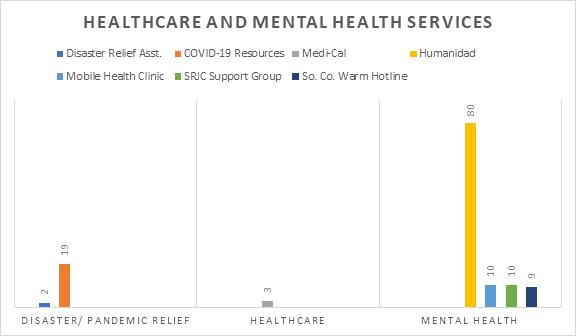 HEALTHCARE AND MENTAL HEALTH SERVICES
Disaster Relief Asst. COVID-19 Resources Medi-Cal Humanidad
Mobile Health Clinic SRJC Support Group So. Co. Warm Hotline
2 19 3 80 10 10 9
DISASTER/ PANDEMIC RELIEF HEALTHCARE MENTAL HEALTH